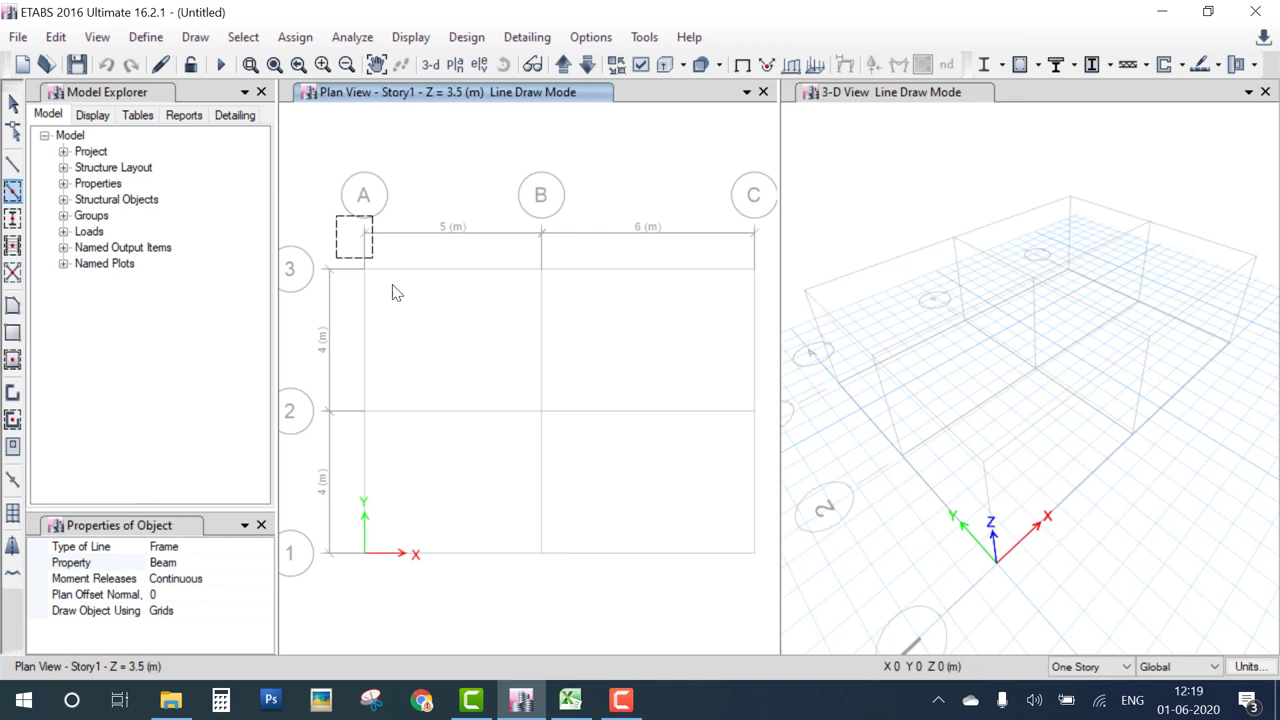 ETABS 2016 Ultimate 16.2.1 - (Untitled)
File Edit View Define Draw Select Assign Analyze Display Design Detailing Options Tools Help
3-d nd
Model Explorer
Plan View - Story1 - Z = 3.5 (m) Line Draw Mode
3-D View Line Draw Mode
Model Display Tables Reports Detailing
Model
Project
Structure Layout
Properties
Structural Objects
Groups
Loads
Named Output Items
Named Plots
A B C
5 (m) 6 (m)
3
4 (m)
2
4 (m)
1
Y
X
A
2
Y Z X
Properties of Object
Type of Line Frame
Property Beam
Moment Releases Continuous
Plan Offset Normal, 0
Draw Object Using Grids
Plan View - Story1 - Z = 3.5 (m)
X 0 Y 0 Z 0 (m)
One Story
Global
Units...
Ps
ENG
12:19
01-06-2020
3